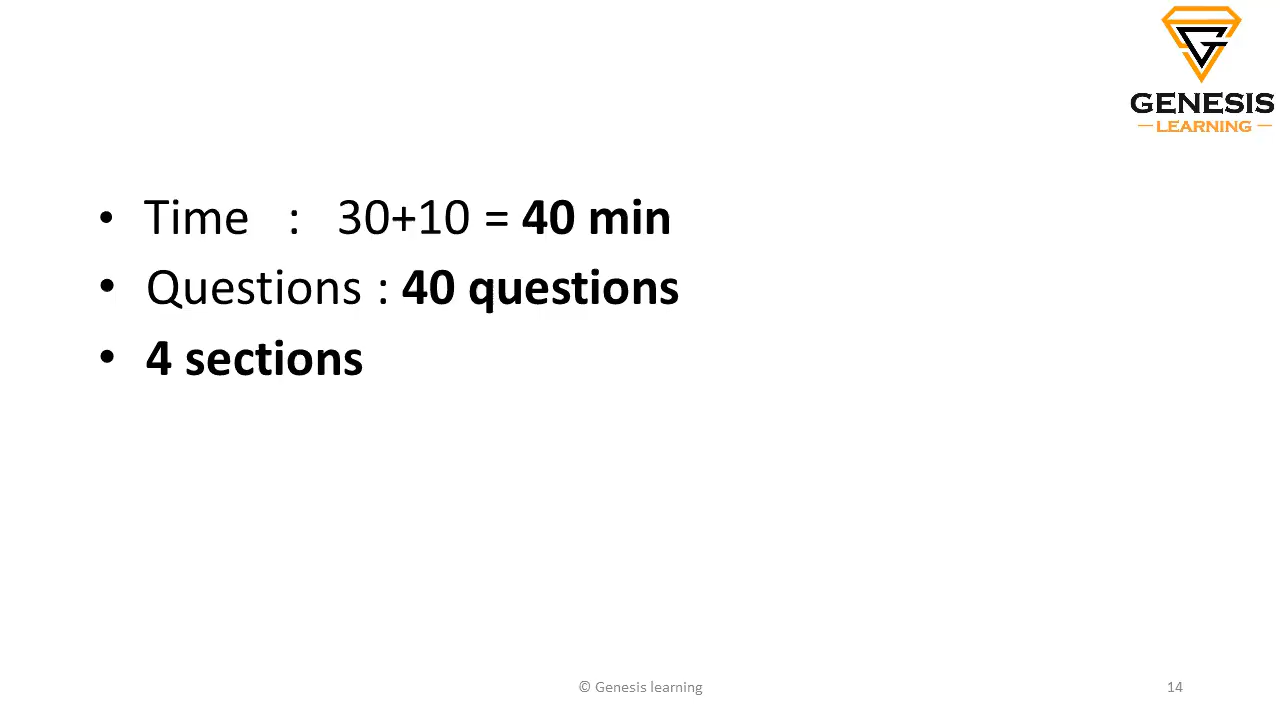 GENESIS
LEARNING
• Time : 30+10 = 40 min
• Questions : 40 questions
• 4 sections
© Genesis learning
14